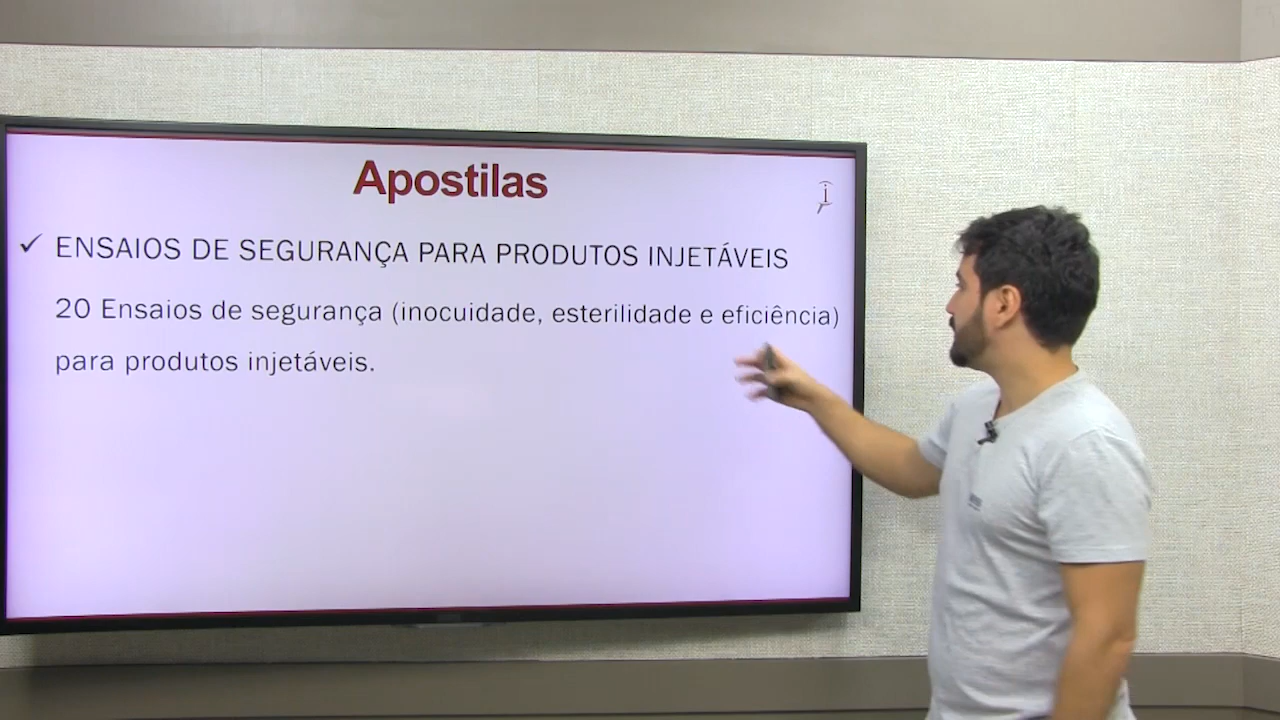 Apostilas
✓ ENSAIOS DE SEGURANÇA PARA PRODUTOS INJETÁVEIS
20 Ensaios de segurança (inocuidade, esterilidade e eficiência)
para produtos injetáveis.